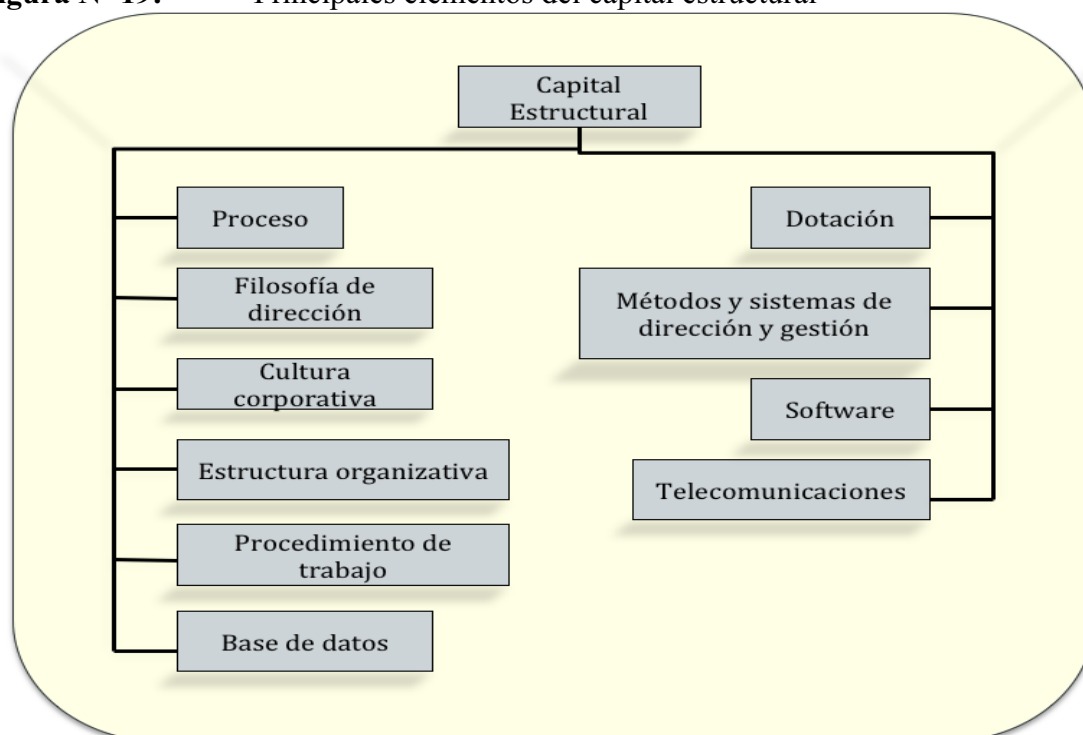 Principales elementos del capital estructural
Capital
Estructural
Proceso
Filosofía de
dirección
Cultura
corporativa
Estructura organizativa
Procedimiento de
trabajo
Base de datos
Dotación
Métodos y sistemas de
dirección y gestión
Software
Telecomunicaciones